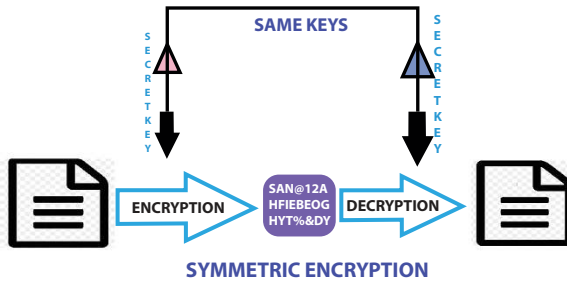 SAME KEYS
SECRETKEY
SECRETKEY
ENCRYPTION
SAN@12A
HFIEBEOG
HYT%&DY
DECRYPTION
SYMMETRIC ENCRYPTION